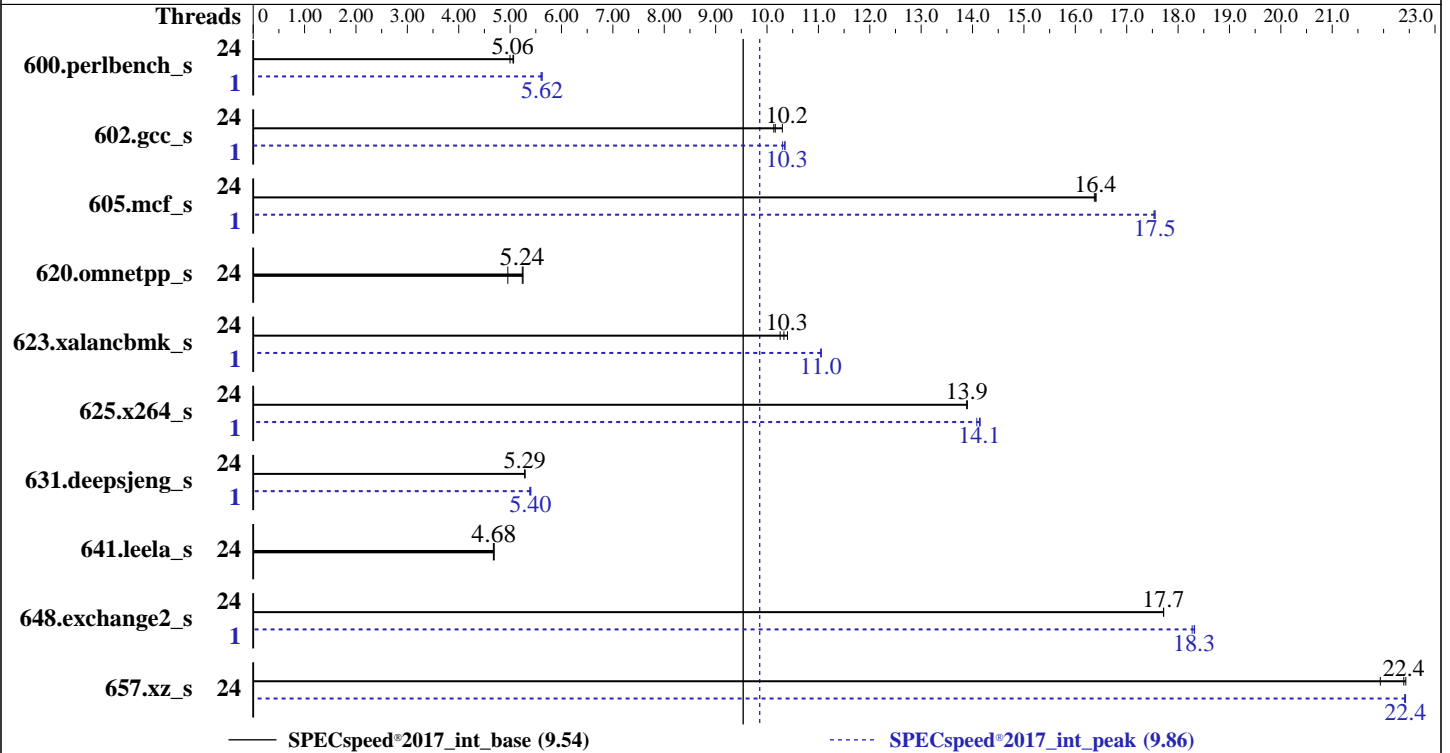 Threads 0 1.00 2.00 3.00 4.00 5.00 6.00 7.00 8.00 9.00 10.0 11.0 12.0 13.0 14.0 15.0 16.0 17.0 18.0 19.0 20.0 21.0 23.0
600.perlbench_s 24 5.06
1 5.62
602.gcc_s 24 10.2
1 10.3
605.mcf_s 24 16.4
1 17.5
620.omnetpp_s 24 5.24
623.xalancbmk_s 24 10.3
1 11.0
625.x264_s 24 13.9
1 14.1
631.deepsjeng_s 24 5.29
1 5.40
641.leela_s 24 4.68
648.exchange2_s 24 17.7
1 18.3
657.xz_s 24 22.4
22.4
SPECspeed®2017_int_base (9.54) SPECspeed®2017_int_peak (9.86)